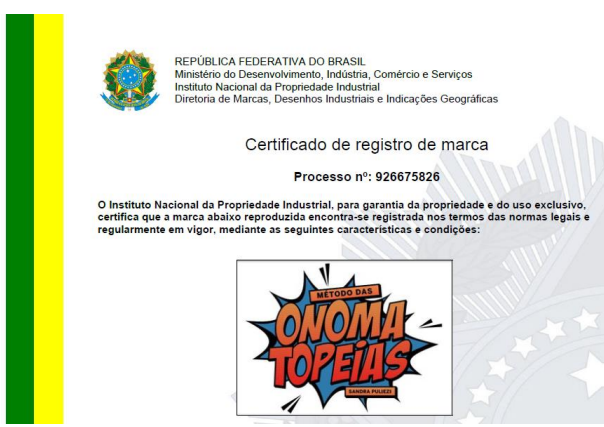 REPÚBLICA FEDERATIVA DO BRASIL
Ministério do Desenvolvimento, Indústria, Comércio e Serviços
Instituto Nacional da Propriedade Industrial
Diretoria de Marcas, Desenhos Industriais e Indicações Geográficas
Certificado de registro de marca
Processo nº: 926675826
O Instituto Nacional da Propriedade Industrial, para garantia da propriedade e do uso exclusivo,
certifica que a marca abaixo reproduzida encontra-se registrada nos termos das normas legais e
regularmente em vigor, mediante as seguintes características e condições:
MÉTODO DAS
ONOMA
TOPEIAS
SANDRA PULIEZI